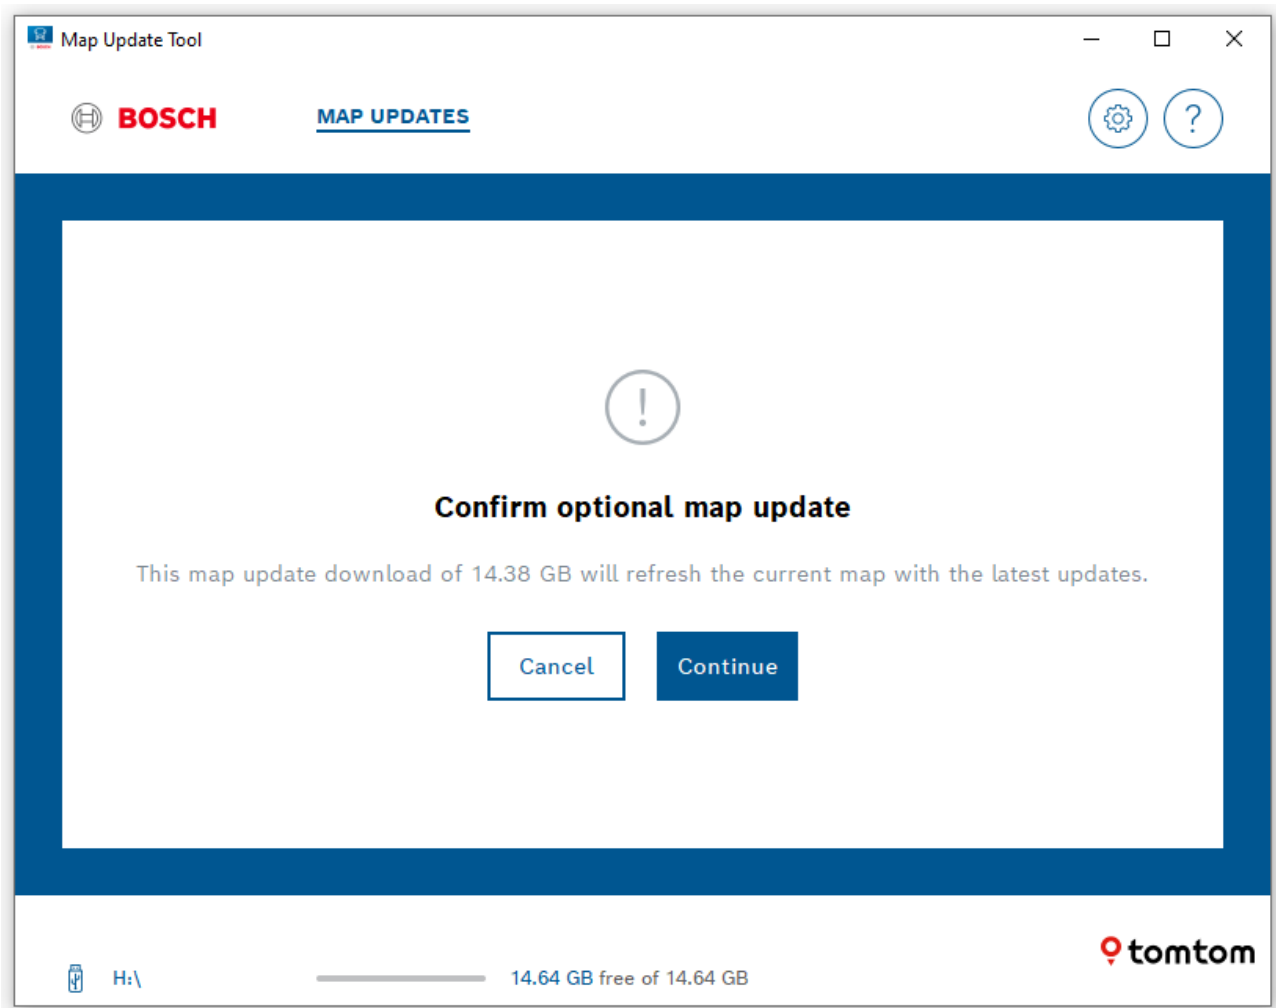 Map Update Tool
BOSCH MAP UPDATES ?
!
Confirm optional map update
This map update download of 14.38 GB will refresh the current map with the latest updates.
Cancel Continue
tomtom
H:\ 14.64 GB free of 14.64 GB